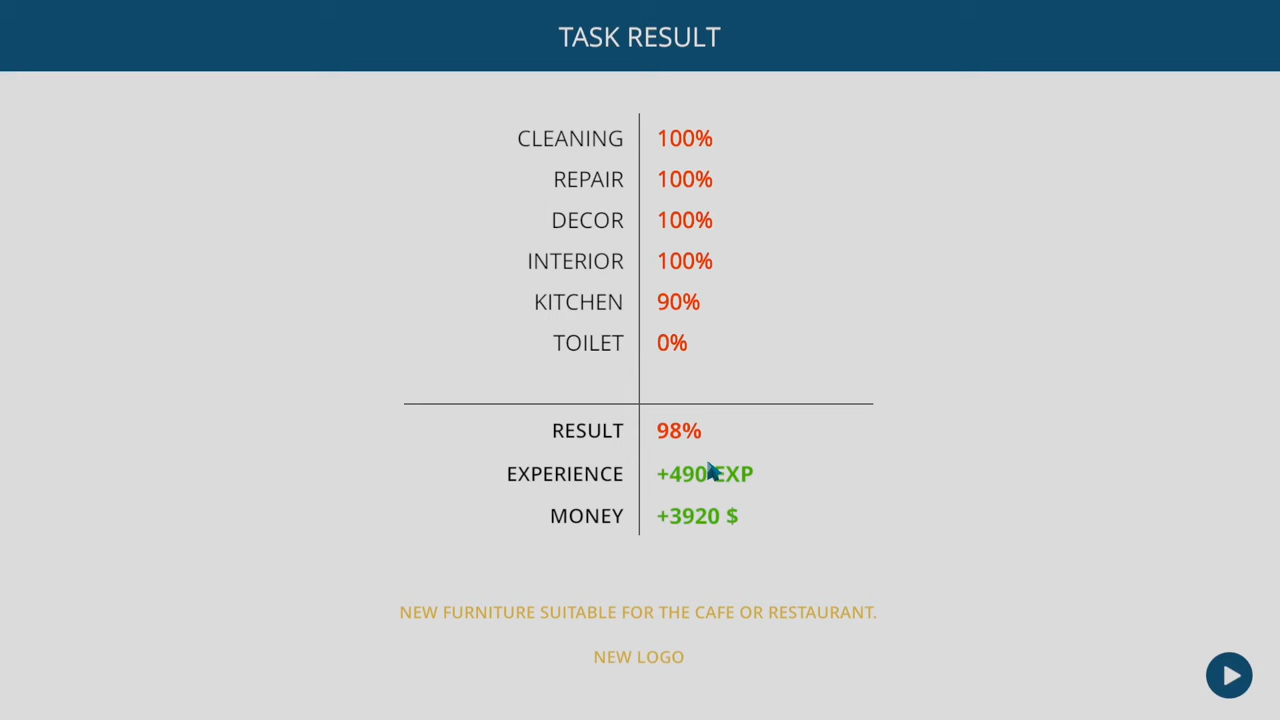 TASK RESULT
CLEANING 100%
REPAIR 100%
DECOR 100%
INTERIOR 100%
KITCHEN 90%
TOILET 0%
RESULT 98%
EXPERIENCE +490 EXP
MONEY +3920 $
NEW FURNITURE SUITABLE FOR THE CAFE OR RESTAURANT.
NEW LOGO